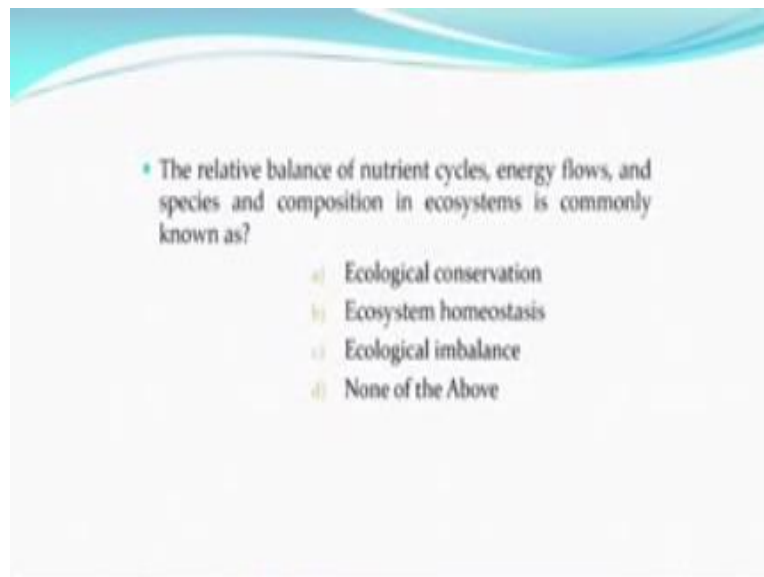 • The relative balance of nutrient cycles, energy flows, and
species and composition in ecosystems is commonly
known as?
a) Ecological conservation
b) Ecosystem homeostasis
c) Ecological imbalance
d) None of the Above